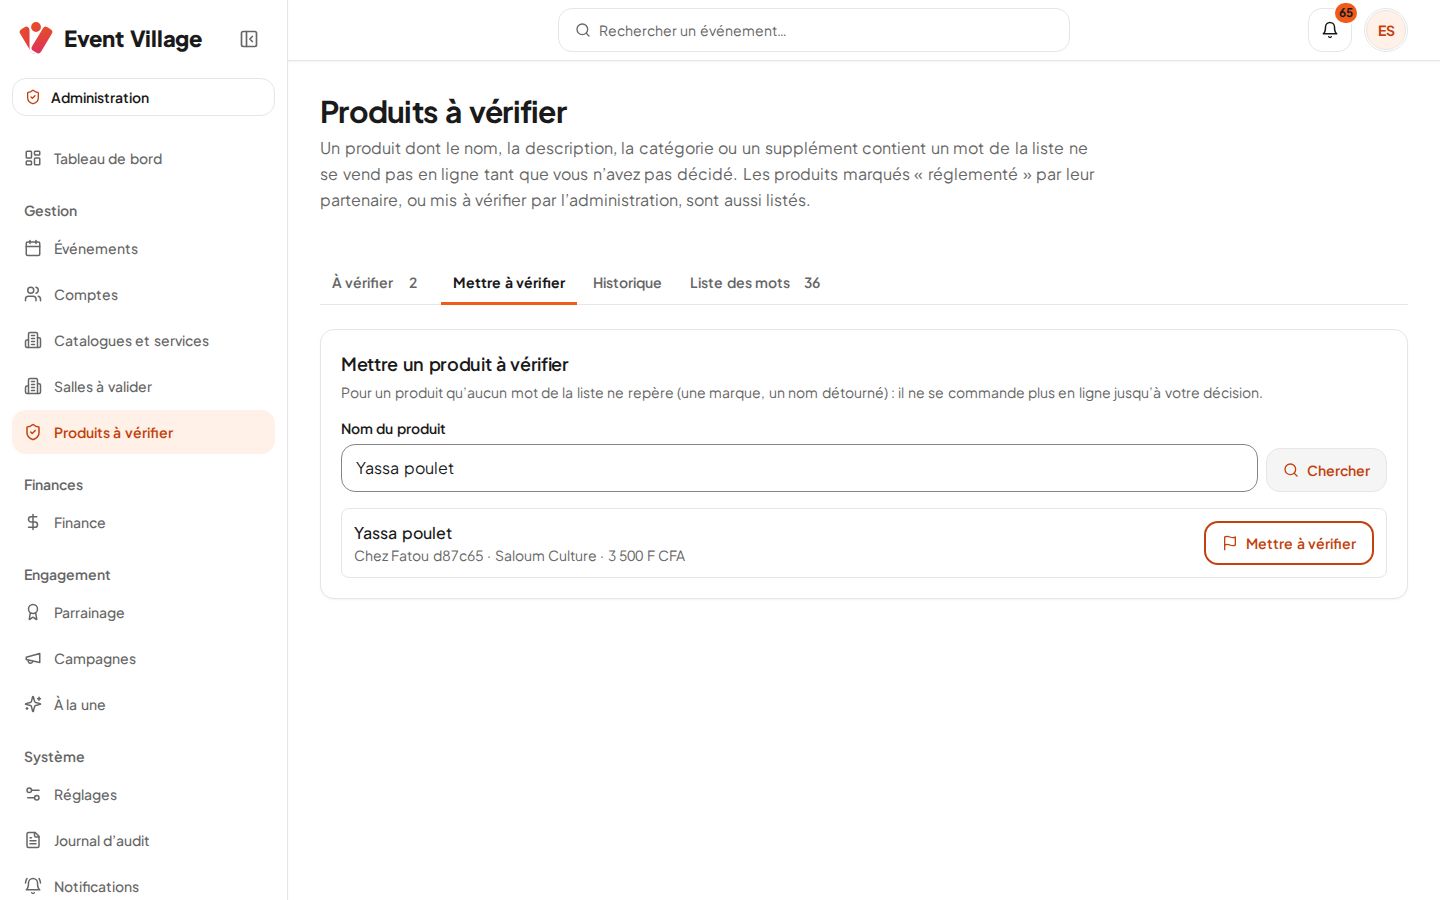 Event Village
Administration
Tableau de bord
Gestion
Événements
Comptes
Catalogues et services
Salles à valider
Produits à vérifier
Finances
Finance
Engagement
Parrainage
Campagnes
À la une
Système
Réglages
Journal d’audit
Notifications
Rechercher un événement…
65
ES
Produits à vérifier
Un produit dont le nom, la description, la catégorie ou un supplément contient un mot de la liste ne
se vend pas en ligne tant que vous n’avez pas décidé. Les produits marqués « réglementé » par leur
partenaire, ou mis à vérifier par l’administration, sont aussi listés.
À vérifier 2 Mettre à vérifier Historique Liste des mots 36
Mettre un produit à vérifier
Pour un produit qu’aucun mot de la liste ne repère (une marque, un nom détourné) : il ne se commande plus en ligne jusqu’à votre décision.
Nom du produit
Yassa poulet
Chercher
Yassa poulet
Chez Fatou d87c65 · Saloum Culture · 3 500 F CFA
Mettre à vérifier